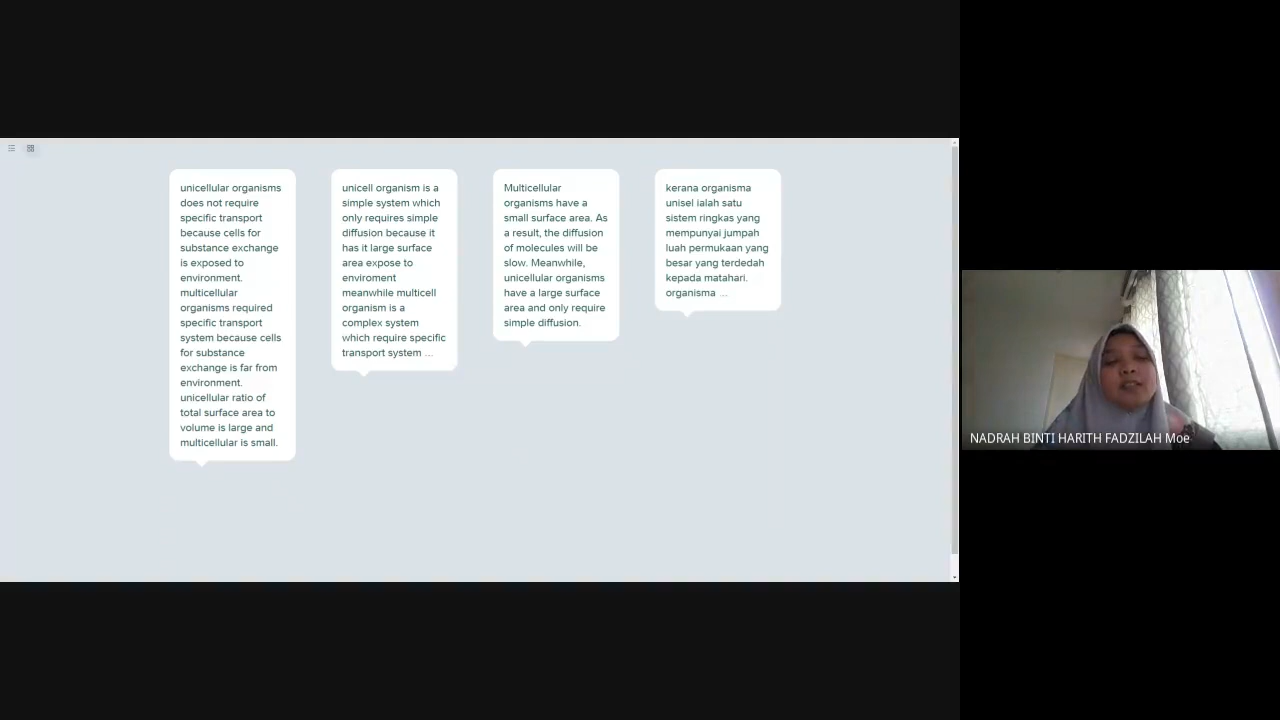 unicellular organisms
does not require
specific transport
because cells for
substance exchange
is exposed to
environment.
multicellular
organisms required
specific transport
system because cells
for substance
exchange is far from
environment.
unicellular ratio of
total surface area to
volume is large and
multicellular is small.
unicell organism is a
simple system which
only requires simple
diffusion because it
has it large surface
area expose to
enviroment
meanwhile multicell
organism is a
complex system
which require specific
transport system ...
Multicellular
organisms have a
small surface area. As
a result, the diffusion
of molecules will be
slow. Meanwhile,
unicellular organisms
have a large surface
area and only require
simple diffusion.
kerana organisma
unisel ialah satu
sistem ringkas yang
mempunyai jumpah
luah permukaan yang
besar yang terdedah
kepada matahari.
organisma ...
NADRAH BINTI HARITH FADZILAH Moe